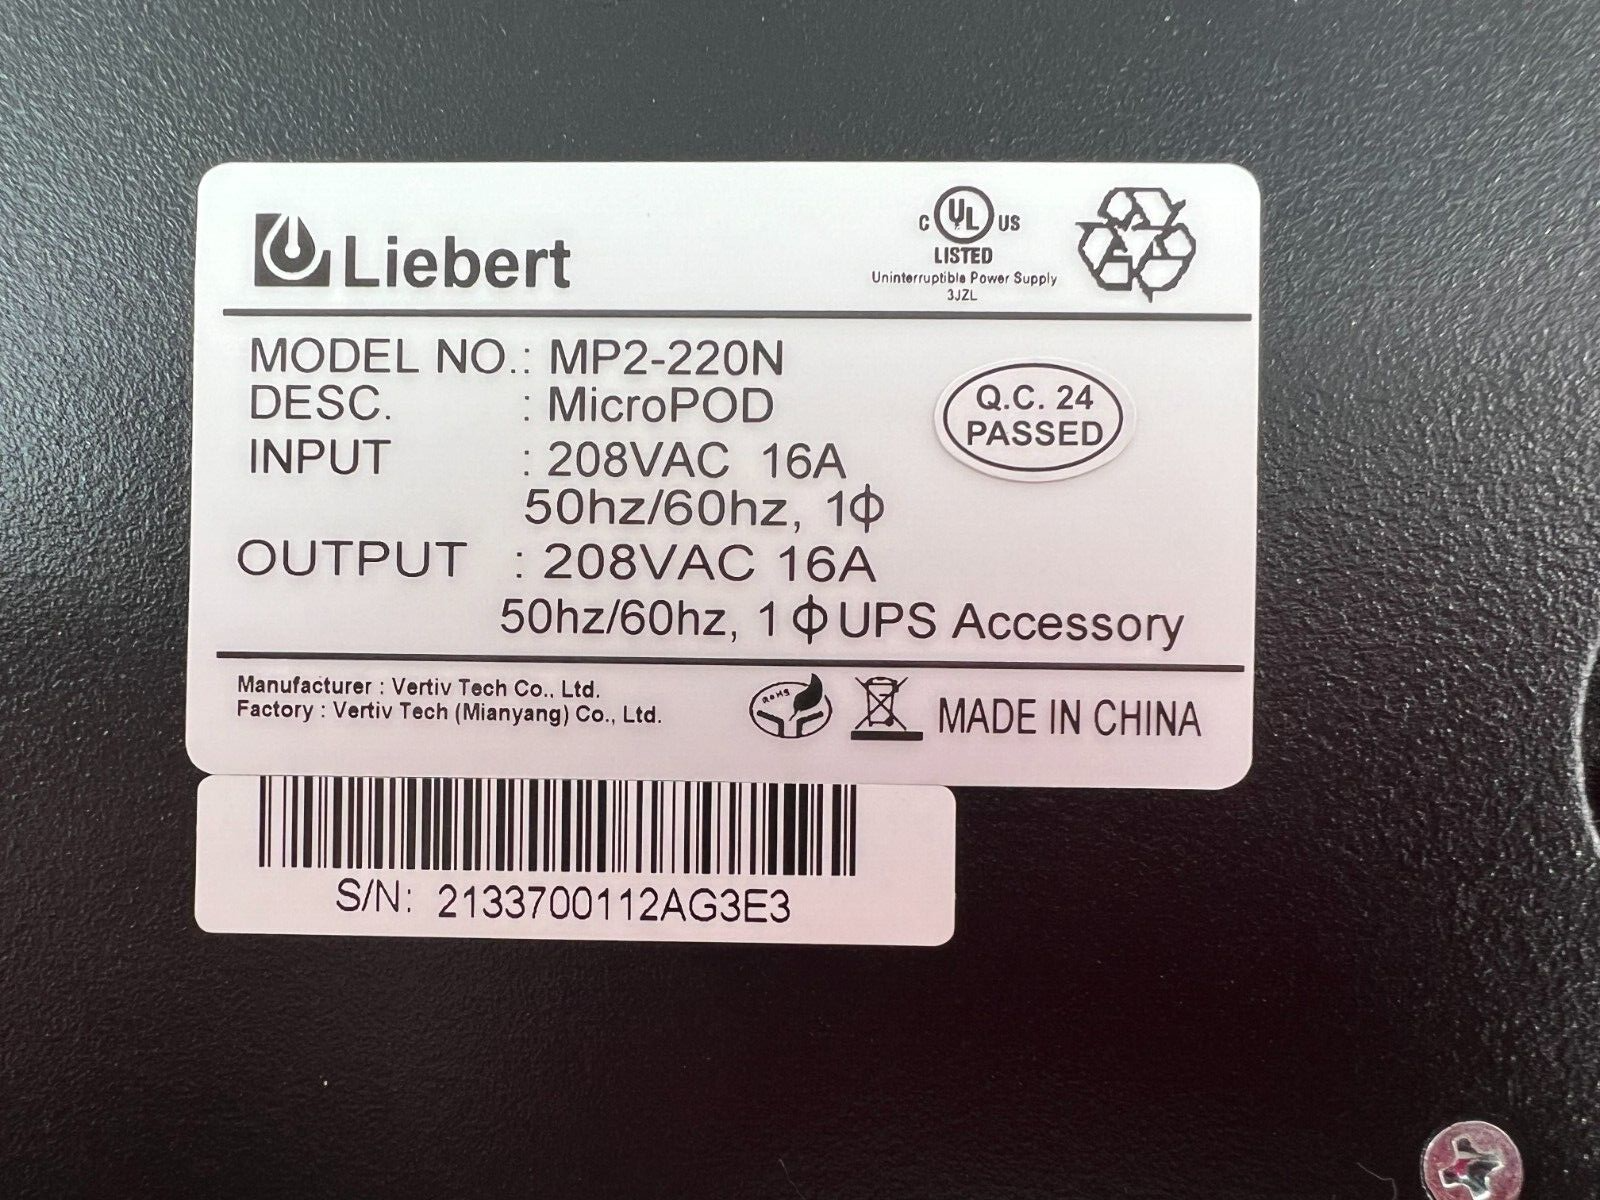 Liebert
C UL US
LISTED
Uninterruptible Power Supply
3JZL
MODEL NO.: MP2-220N
DESC. : MicroPOD
INPUT : 208VAC 16A
50hz/60hz, 1ϕ
Q.C. 24
PASSED
OUTPUT : 208VAC 16A
50hz/60hz, 1 ϕ UPS Accessory
Manufacturer : Vertiv Tech Co., Ltd.
Factory : Vertiv Tech (Mianyang) Co., Ltd.
RoHS
MADE IN CHINA
S/N: 2133700112AG3E3